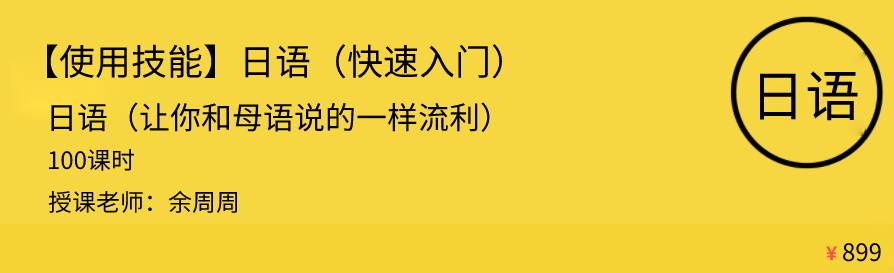 【使用技能】日语（快速入门）
日语（让你和母语说的一样流利）
100课时
授课老师：余周周
日语
¥ 899